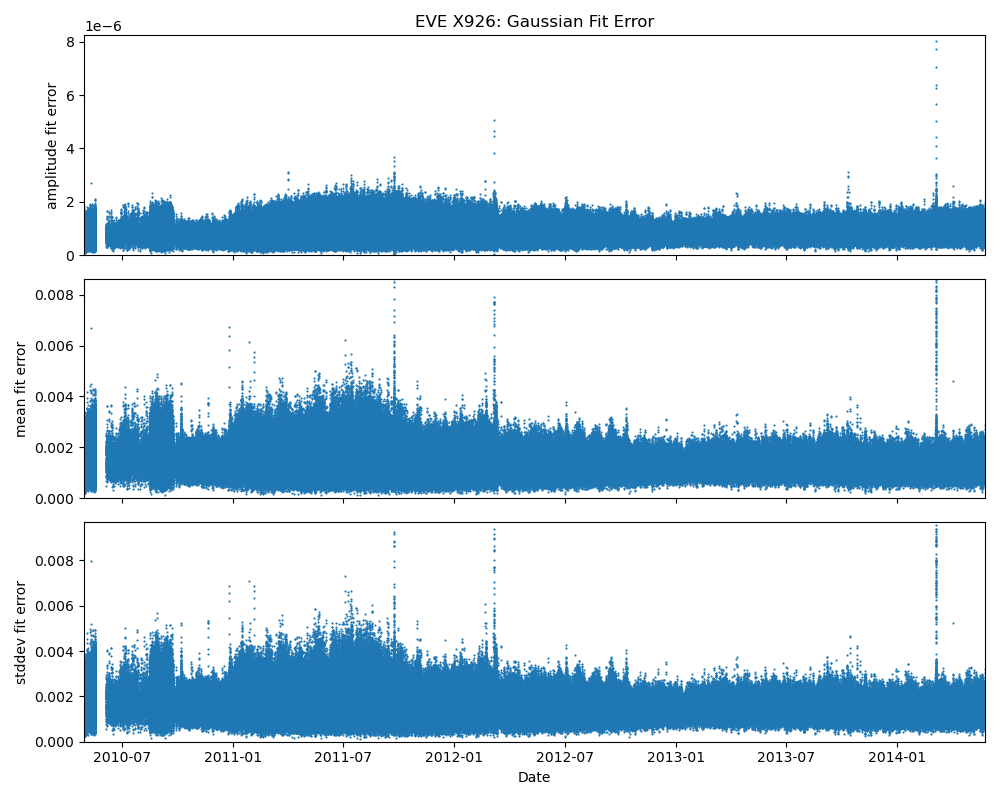 EVE X926: Gaussian Fit Error
1e−6
8
6
4
2
0
amplitude fit error
0.008
0.006
0.004
0.002
0.000
mean fit error
0.008
0.006
0.004
0.002
0.000
stddev fit error
2010-07 2011-01 2011-07 2012-01 2012-07 2013-01 2013-07 2014-01
Date